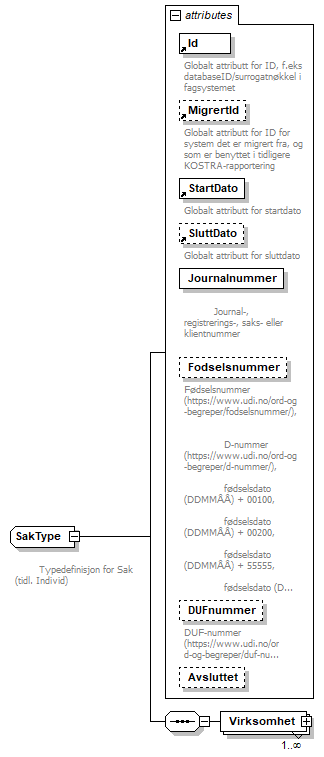 attributes
Id
Globalt attributt for ID, f.eks
databaseID/surrogatnøkkel i
fagsystemet
MigrertId
Globalt attributt for ID for
system det er migrert fra, og
som er benyttet i tidligere
KOSTRA-rapportering
StartDato
Globalt attributt for startdato
SluttDato
Globalt attributt for sluttdato
Journalnummer
Journal-,
registrerings-, saks- eller
klientnummer
Fodselsnummer
Fødselsnummer
(https://www.udi.no/ord-og
-begreper/fodselsnummer/),
D-nummer
(https://www.udi.no/ord-og
-begreper/d-nummer/),
fødselsdato
(DDMMÅÅ) + 00100,
fødselsdato
(DDMMÅÅ) + 00200,
fødselsdato
(DDMMÅÅ) + 55555,
fødselsdato (D...
DUFnummer
DUF-nummer
(https://www.udi.no/or
d-og-begreper/duf-nu...
Avsluttet
SakType
Typedefinisjon for Sak
(tidl. Individ)
Virksomhet
1..∞